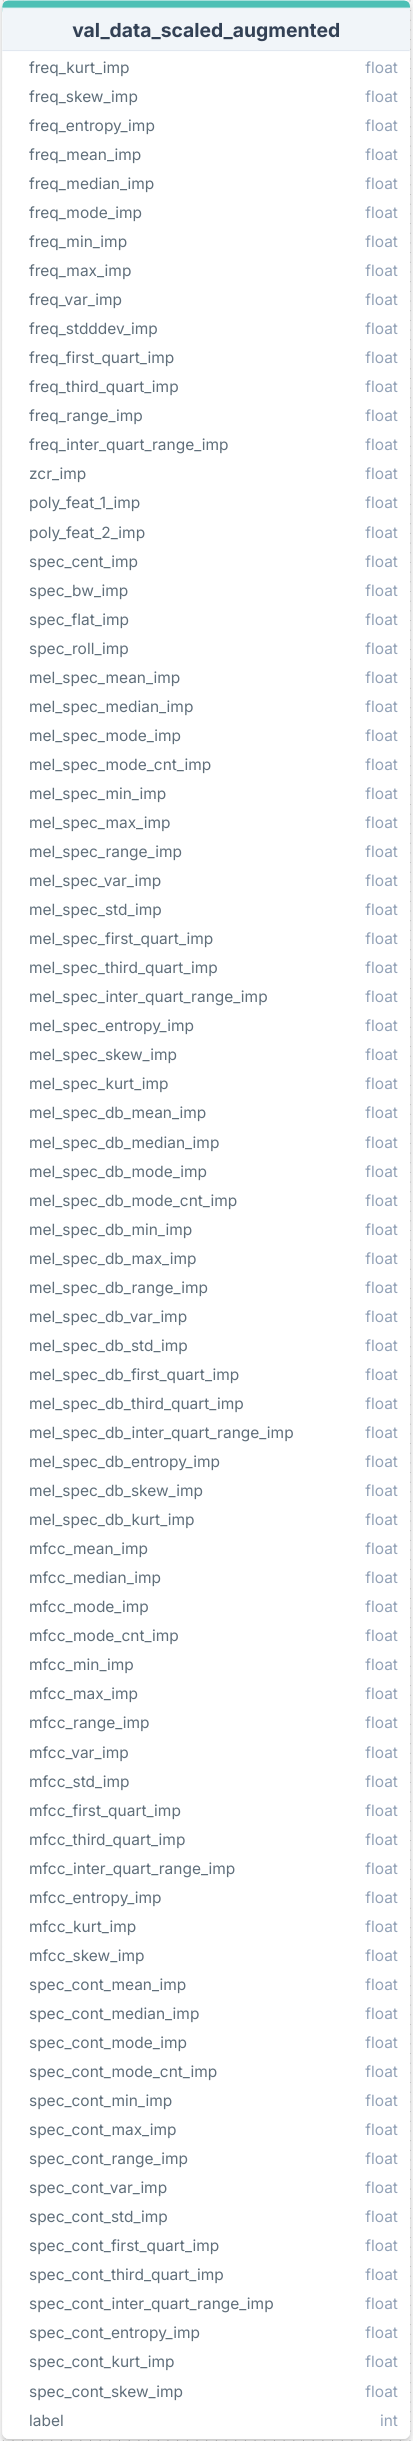 val_data_scaled_augmented
freq_kurt_imp float
freq_skew_imp float
freq_entropy_imp float
freq_mean_imp float
freq_median_imp float
freq_mode_imp float
freq_min_imp float
freq_max_imp float
freq_var_imp float
freq_stdddev_imp float
freq_first_quart_imp float
freq_third_quart_imp float
freq_range_imp float
freq_inter_quart_range_imp float
zcr_imp float
poly_feat_1_imp float
poly_feat_2_imp float
spec_cent_imp float
spec_bw_imp float
spec_flat_imp float
spec_roll_imp float
mel_spec_mean_imp float
mel_spec_median_imp float
mel_spec_mode_imp float
mel_spec_mode_cnt_imp float
mel_spec_min_imp float
mel_spec_max_imp float
mel_spec_range_imp float
mel_spec_var_imp float
mel_spec_std_imp float
mel_spec_first_quart_imp float
mel_spec_third_quart_imp float
mel_spec_inter_quart_range_imp float
mel_spec_entropy_imp float
mel_spec_skew_imp float
mel_spec_kurt_imp float
mel_spec_db_mean_imp float
mel_spec_db_median_imp float
mel_spec_db_mode_imp float
mel_spec_db_mode_cnt_imp float
mel_spec_db_min_imp float
mel_spec_db_max_imp float
mel_spec_db_range_imp float
mel_spec_db_var_imp float
mel_spec_db_std_imp float
mel_spec_db_first_quart_imp float
mel_spec_db_third_quart_imp float
mel_spec_db_inter_quart_range_imp float
mel_spec_db_entropy_imp float
mel_spec_db_skew_imp float
mel_spec_db_kurt_imp float
mfcc_mean_imp float
mfcc_median_imp float
mfcc_mode_imp float
mfcc_mode_cnt_imp float
mfcc_min_imp float
mfcc_max_imp float
mfcc_range_imp float
mfcc_var_imp float
mfcc_std_imp float
mfcc_first_quart_imp float
mfcc_third_quart_imp float
mfcc_inter_quart_range_imp float
mfcc_entropy_imp float
mfcc_kurt_imp float
mfcc_skew_imp float
spec_cont_mean_imp float
spec_cont_median_imp float
spec_cont_mode_imp float
spec_cont_mode_cnt_imp float
spec_cont_min_imp float
spec_cont_max_imp float
spec_cont_range_imp float
spec_cont_var_imp float
spec_cont_std_imp float
spec_cont_first_quart_imp float
spec_cont_third_quart_imp float
spec_cont_inter_quart_range_imp float
spec_cont_entropy_imp float
spec_cont_kurt_imp float
spec_cont_skew_imp float
label int